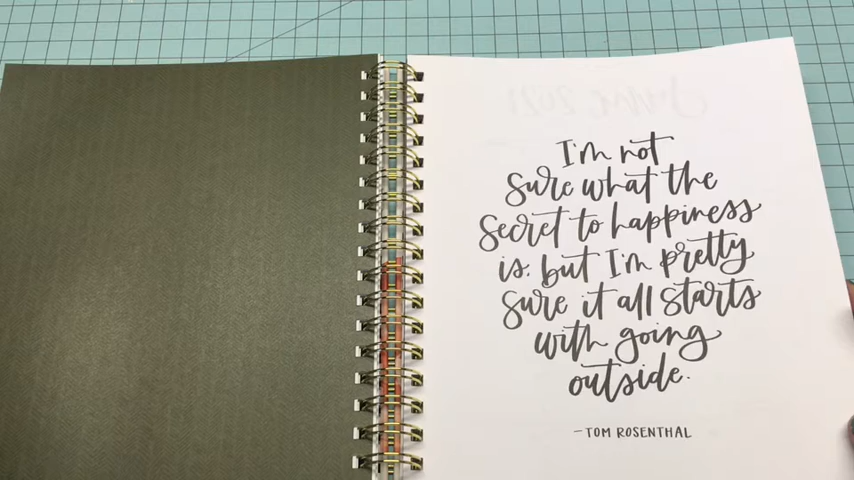 I'm not
sure what the
secret to happiness
is, but I'm pretty
sure it all starts
with going
outside.
-TOM ROSENTHAL